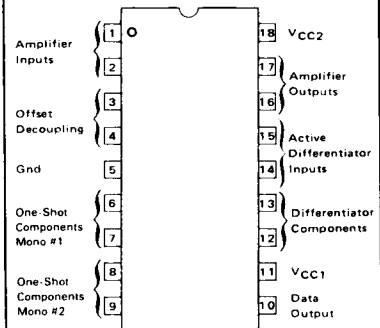 Amplifier
Inputs
1
2
Offset
Decoupling
3
4
Gnd
5
One-Shot
Components
Mono #1
6
7
One-Shot
Components
Mono #2
8
9
18 VCC2
17
16
Amplifier
Outputs
15
14
Active
Differentiator
Inputs
13
12
Differentiator
Components
11 VCC1
10 Data
Output